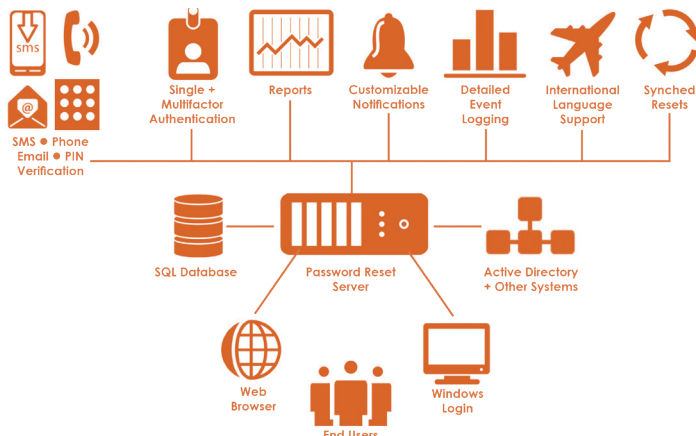 sms
@
SMS ● Phone
Email ● PIN
Verification
Single +
Multifactor
Authentication
Reports
Customizable
Notifications
Detailed
Event
Logging
International
Language
Support
Synched
Resets
SQL Database
Password Reset
Server
Active Directory
+ Other Systems
Web
Browser
Windows
Login
End Users